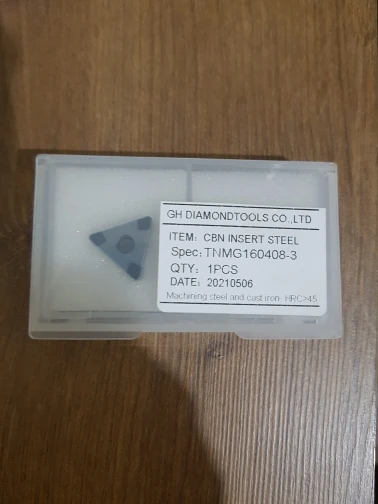 GH DIAMONDTOOLS CO.,LTD
ITEM: CBN INSERT STEEL
Spec: TNMG160408-3
QTY: 1PCS
DATE: 20210506
Machining steel and cust iron: HRC>45